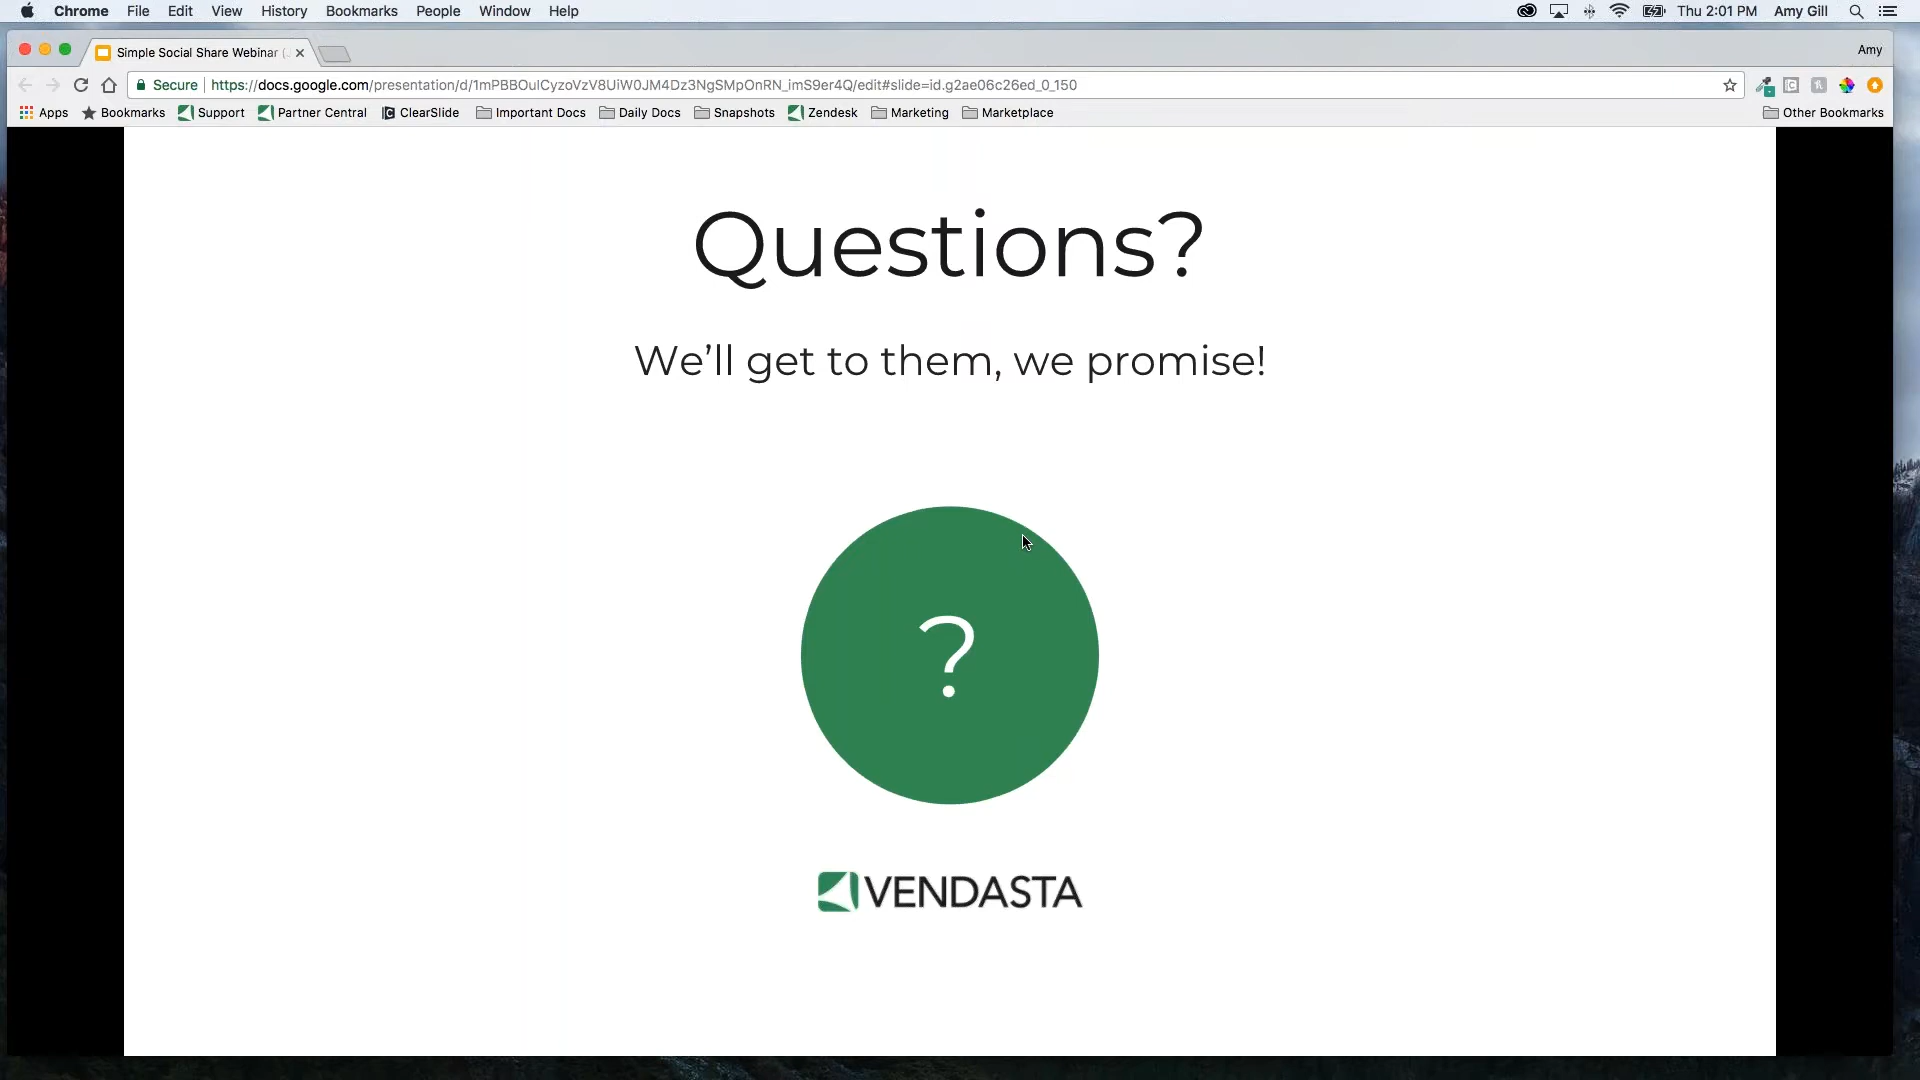 Chrome File Edit View History Bookmarks People Window Help Thu 2:01 PM Amy Gill
Simple Social Share Webinar ( Amy
Secure https://docs.google.com/presentation/d/1mPBBOulCyzoVzV8UiW0JM4Dz3NgSMpOnRN_imS9er4Q/edit#slide=id.g2ae06c26ed_0_150
Apps Bookmarks Support Partner Central ClearSlide Important Docs Daily Docs Snapshots Zendesk Marketing Marketplace Other Bookmarks
Questions?
We’ll get to them, we promise!
?
VENDASTA